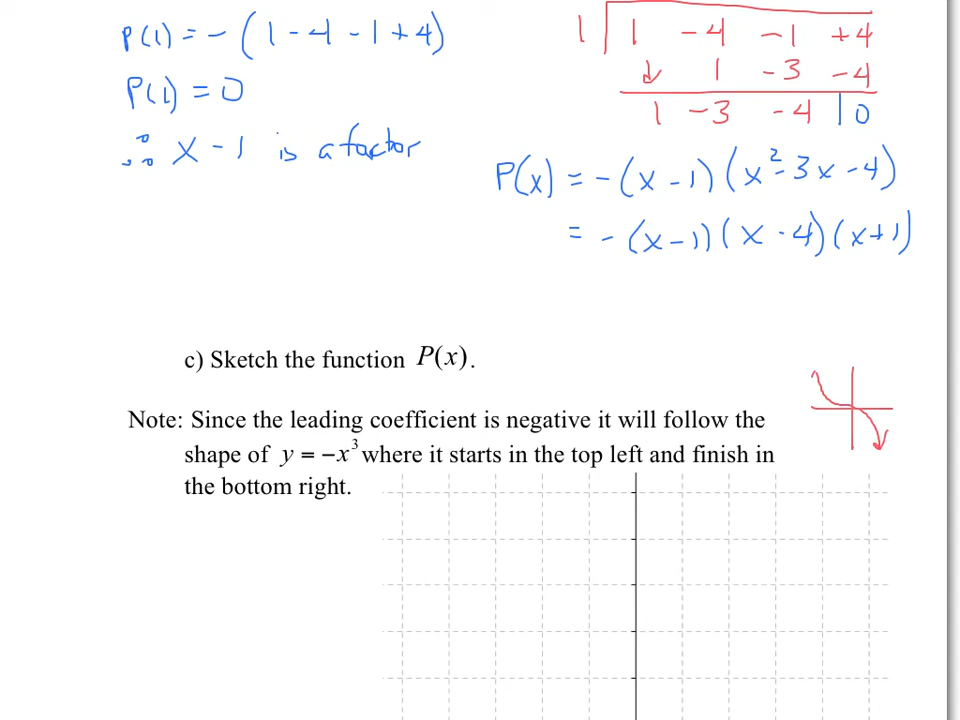 P(1) = - (1 - 4 - 1 + 4)
P(1) = 0
∴ x - 1 is a factor
1 1 -4 -1 +4
↓ 1 -3 -4
1 -3 -4 | 0
P(x) = -(x - 1)(x² - 3x - 4)
= -(x - 1)(x - 4)(x + 1)
c) Sketch the function P(x).
Note: Since the leading coefficient is negative it will follow the
shape of y = -x³ where it starts in the top left and finish in
the bottom right.